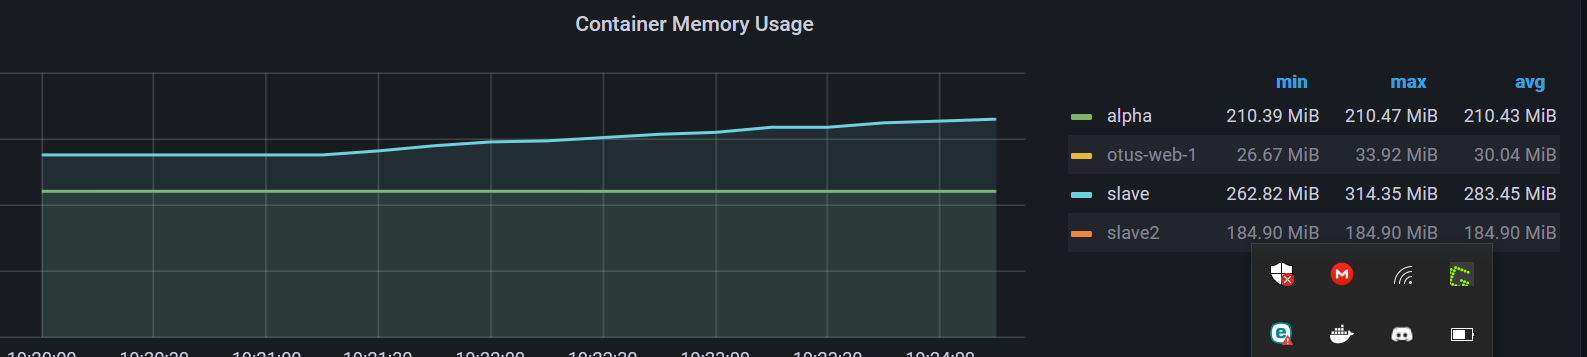 Container Memory Usage
min max avg
alpha 210.39 MiB 210.47 MiB 210.43 MiB
otus-web-1 26.67 MiB 33.92 MiB 30.04 MiB
slave 262.82 MiB 314.35 MiB 283.45 MiB
slave2 184.90 MiB 184.90 MiB 184.90 MiB
M
e